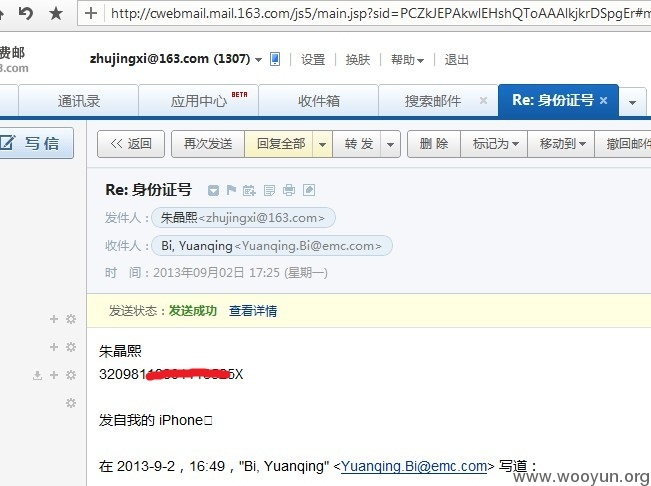 http://cwebmail.mail.163.com/js5/main.jsp?sid=PCZkJEPAkwlEHshQToAAAlkjkrDSpgEr#m
费邮
3.com
zhujingxi@163.com (1307) 设置 换肤 帮助 退出
通讯录 应用中心 BETA 收件箱 搜索邮件 Re: 身份证号
写 信 << 返回 再次发送 回复全部 转 发 删 除 标记为 移动到 撤回邮
Re: 身份证号
发件人：朱晶熙<zhujingxi@163.com>
收件人：Bi, Yuanqing<Yuanqing.Bi@emc.com>
时 间：2013年09月02日 17:25 (星期一)
发送状态：发送成功 查看详情
朱晶熙
320981 5X
发自我的 iPhone
在 2013-9-2，16:49，"Bi, Yuanqing" <Yuanqing.Bi@emc.com> 写道：
www.wooyun.org